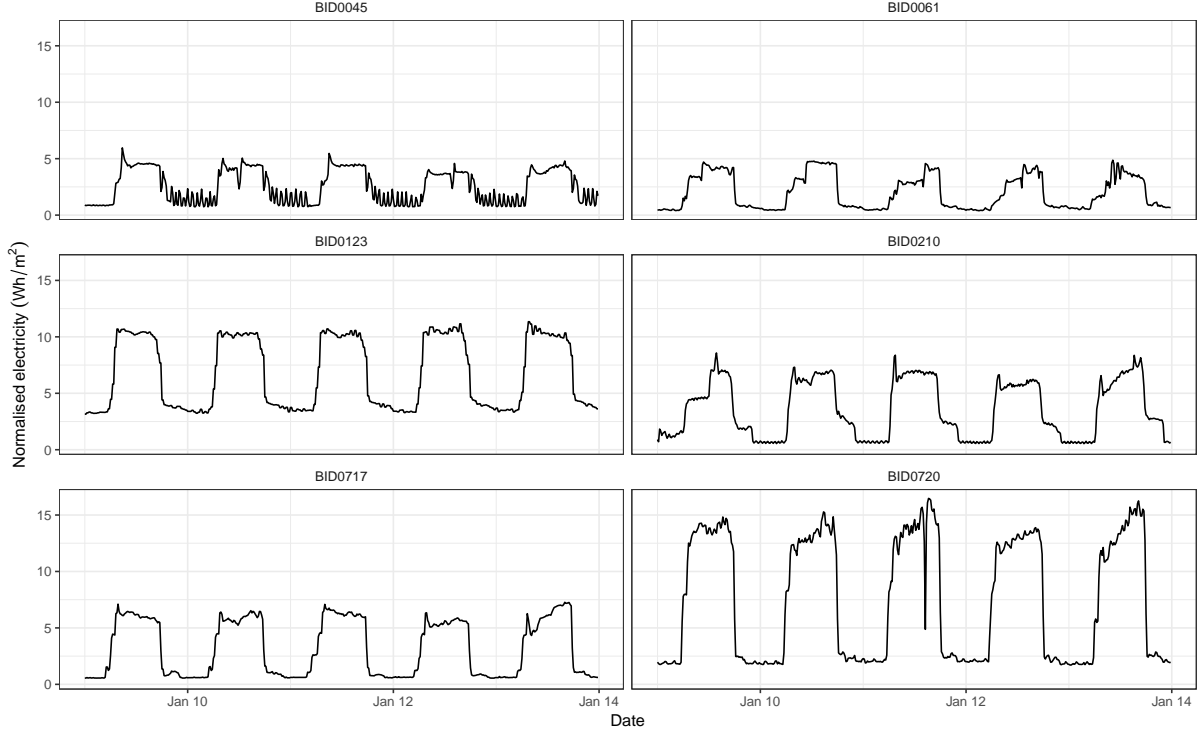 BID0045 BID0061
15
10
5
0
BID0123 BID0210
15
10
5
0
BID0717 BID0720
15
10
5
0
Jan 10 Jan 12 Jan 14 Jan 10 Jan 12 Jan 14
Date
Normalised electricity (Wh/m²)